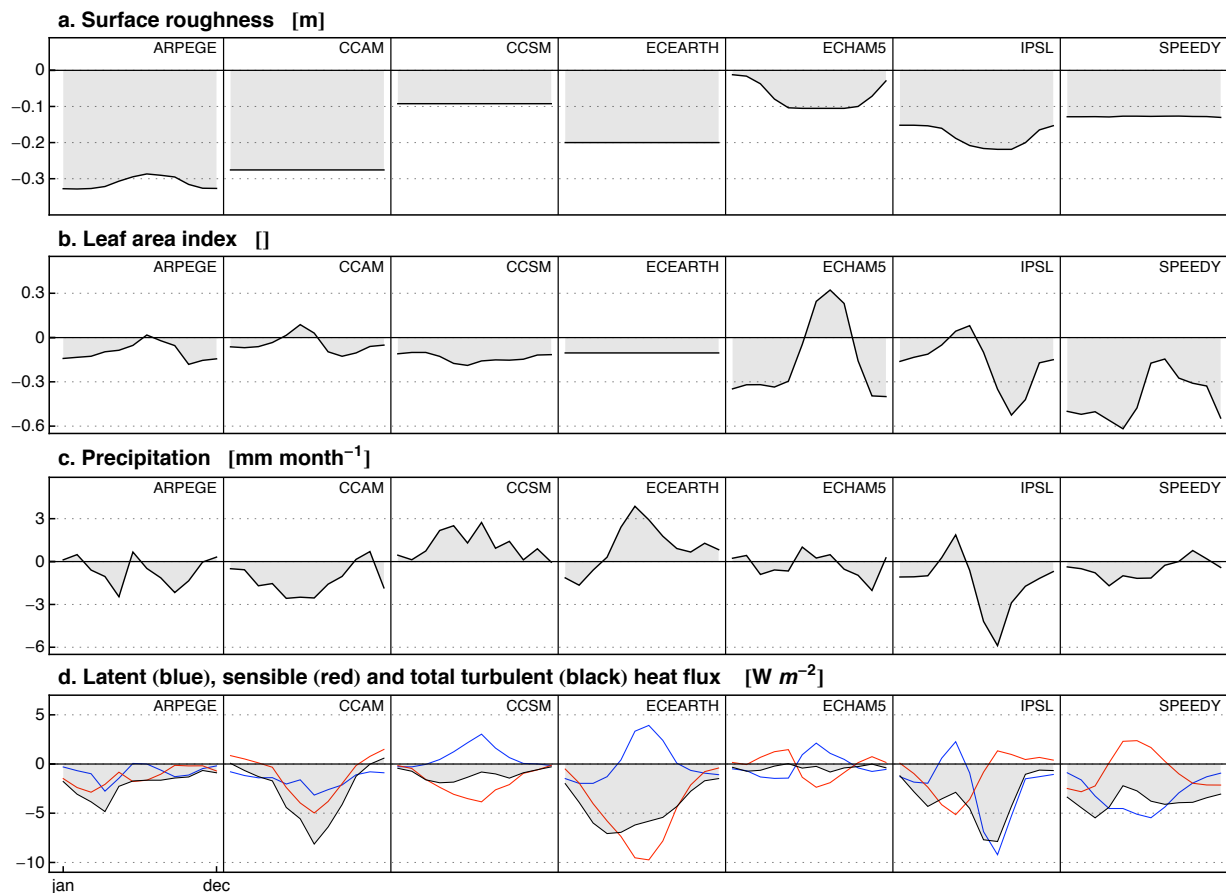 a. Surface roughness [m]
ARPEGE CCAM CCSM ECEARTH ECHAM5 IPSL SPEEDY
0
−0.1
−0.2
−0.3
b. Leaf area index []
ARPEGE CCAM CCSM ECEARTH ECHAM5 IPSL SPEEDY
0.3
0
−0.3
−0.6
c. Precipitation [mm month⁻¹]
ARPEGE CCAM CCSM ECEARTH ECHAM5 IPSL SPEEDY
3
0
−3
−6
d. Latent (blue), sensible (red) and total turbulent (black) heat flux [W m⁻²]
ARPEGE CCAM CCSM ECEARTH ECHAM5 IPSL SPEEDY
5
0
−5
−10
jan dec